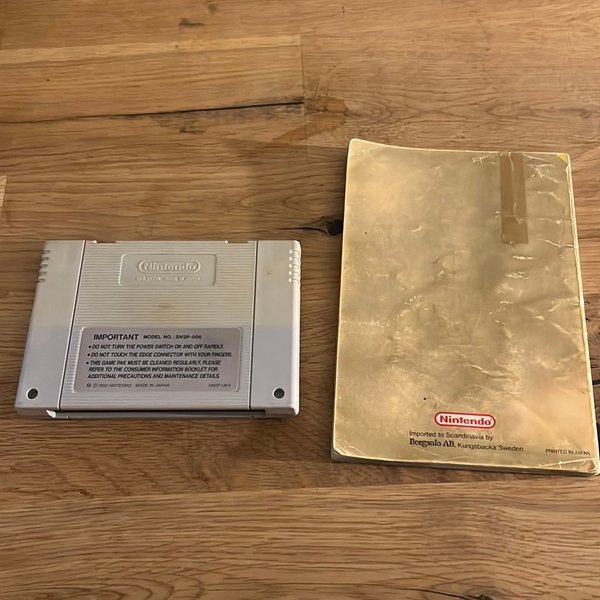 Nintendo
IMPORTANT MODEL NO. : SNSP-006
• DO NOT TURN THE POWER SWITCH ON AND OFF RAPIDLY.
• DO NOT TOUCH THE EDGE CONNECTOR WITH YOUR FINGERS.
• THIS GAME PAK MUST BE CLEANED REGULARLY. PLEASE
REFER TO THE CONSUMER INFORMATION BOOKLET FOR
ADDITIONAL PRECAUTIONS AND MAINTENANCE DETAILS.
© 1992 NINTENDO MADE IN JAPAN SNSP-UKV
Nintendo
Imported to Scandinavia by
Bergsala AB, Kungsbacka Sweden
PRINTED IN JAPAN